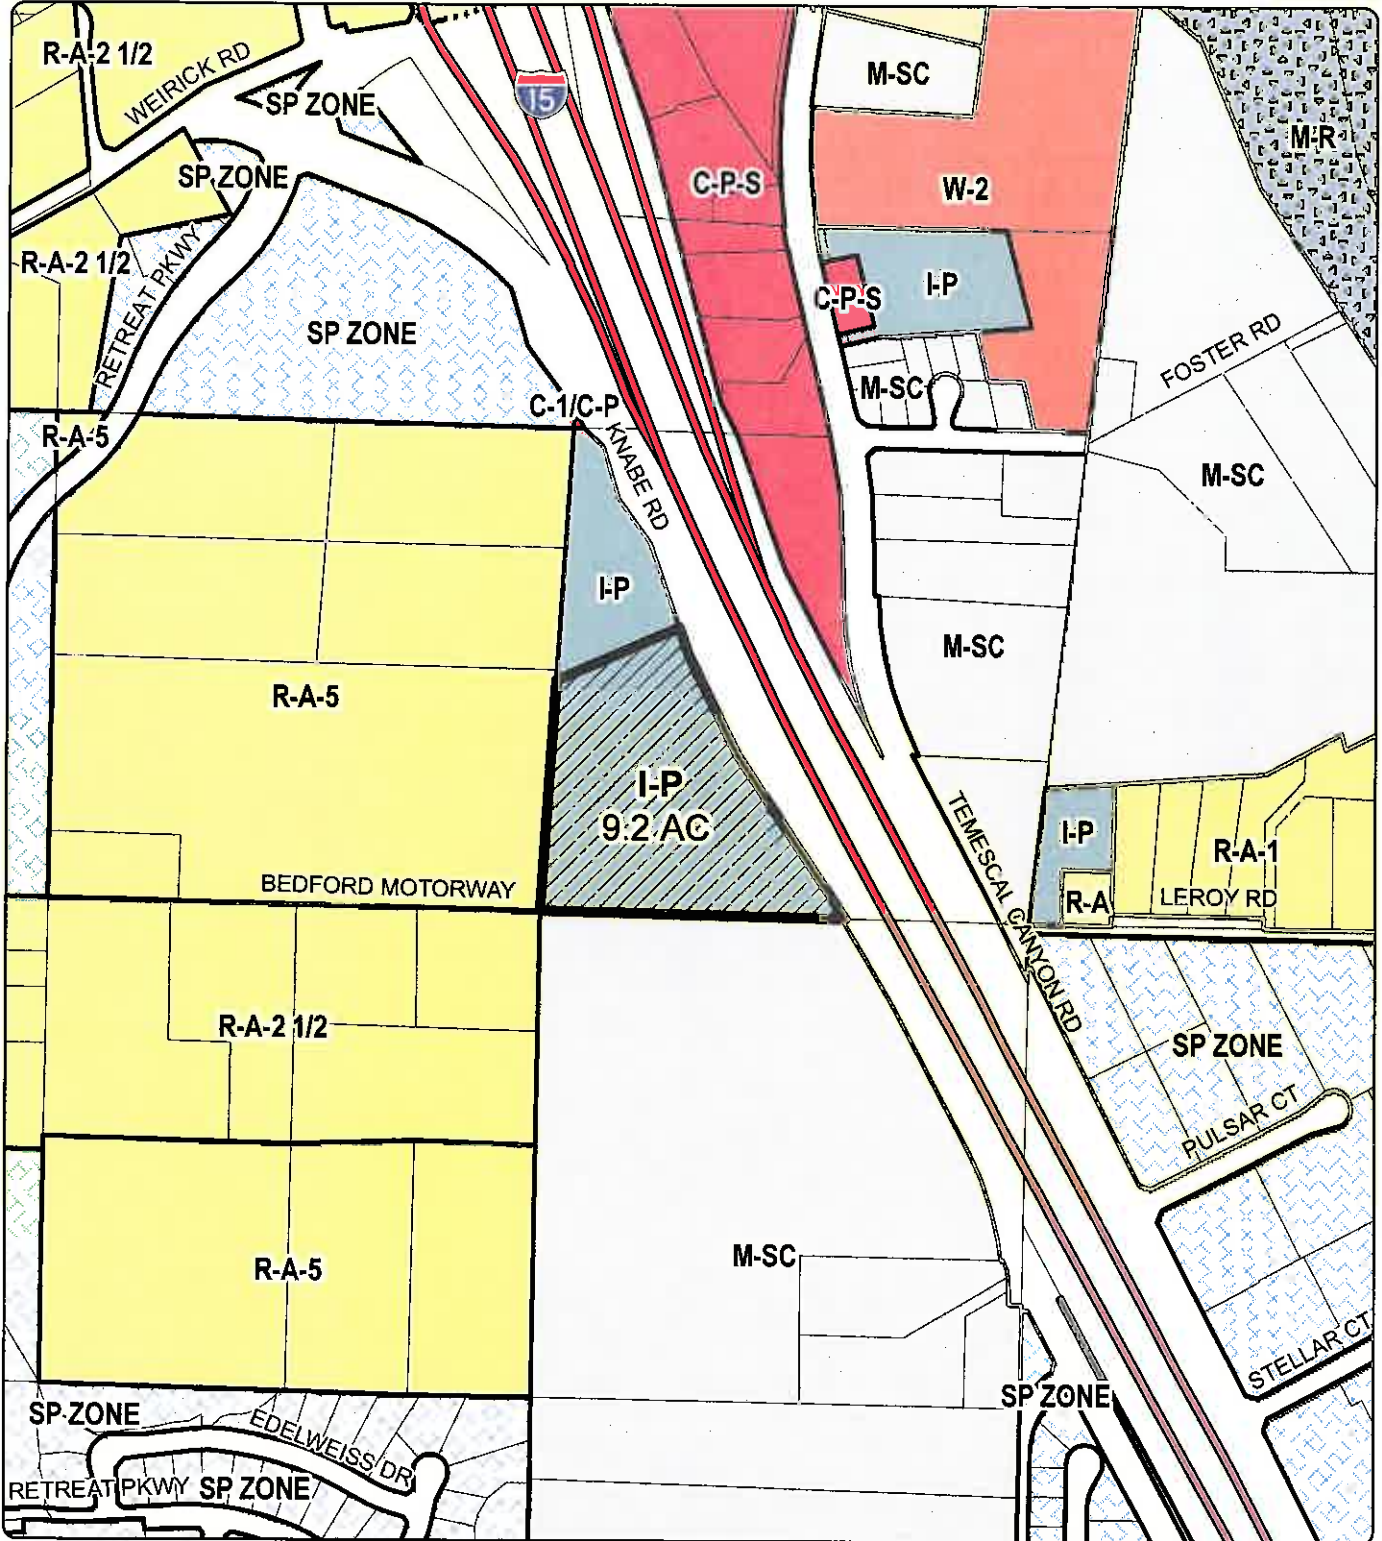 R-A-2 1/2
WEIRICK RD
SP ZONE
15
M-SC
M-R
SP ZONE
C-P-S
W-2
R-A-2 1/2
RETREAT PKWY
SP ZONE
C-P-S
I-P
FOSTER RD
M-SC
C-1/C-P
R-A-5
KNABE RD
M-SC
I-P
M-SC
R-A-5
I-P
9.2 AC
TEMESCAL CANYON RD
I-P
R-A-1
BEDFORD MOTORWAY
R-A
LEROY RD
R-A-2 1/2
SP ZONE
PULSAR CT
M-SC
R-A-5
STELLAR CT
SP ZONE
SP ZONE
EDELWEISS DR
RETREAT PKWY
SP ZONE